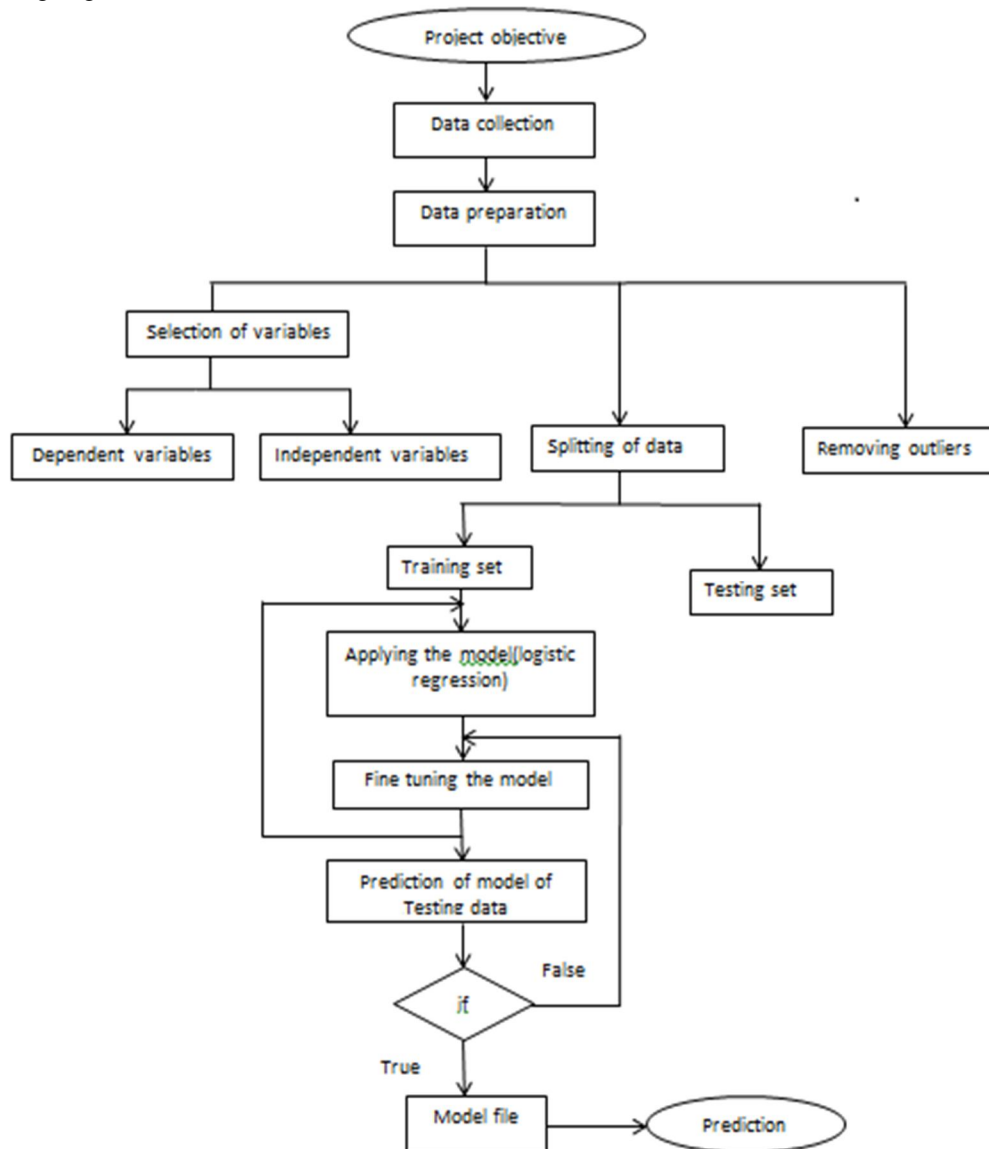 Project objective
Data collection
Data preparation
Selection of variables
Dependent variables
Independent variables
Splitting of data
Removing outliers
Training set
Testing set
Applying the model(logistic
regression)
Fine tuning the model
Prediction of model of
Testing data
False
if
True
Model file
Prediction